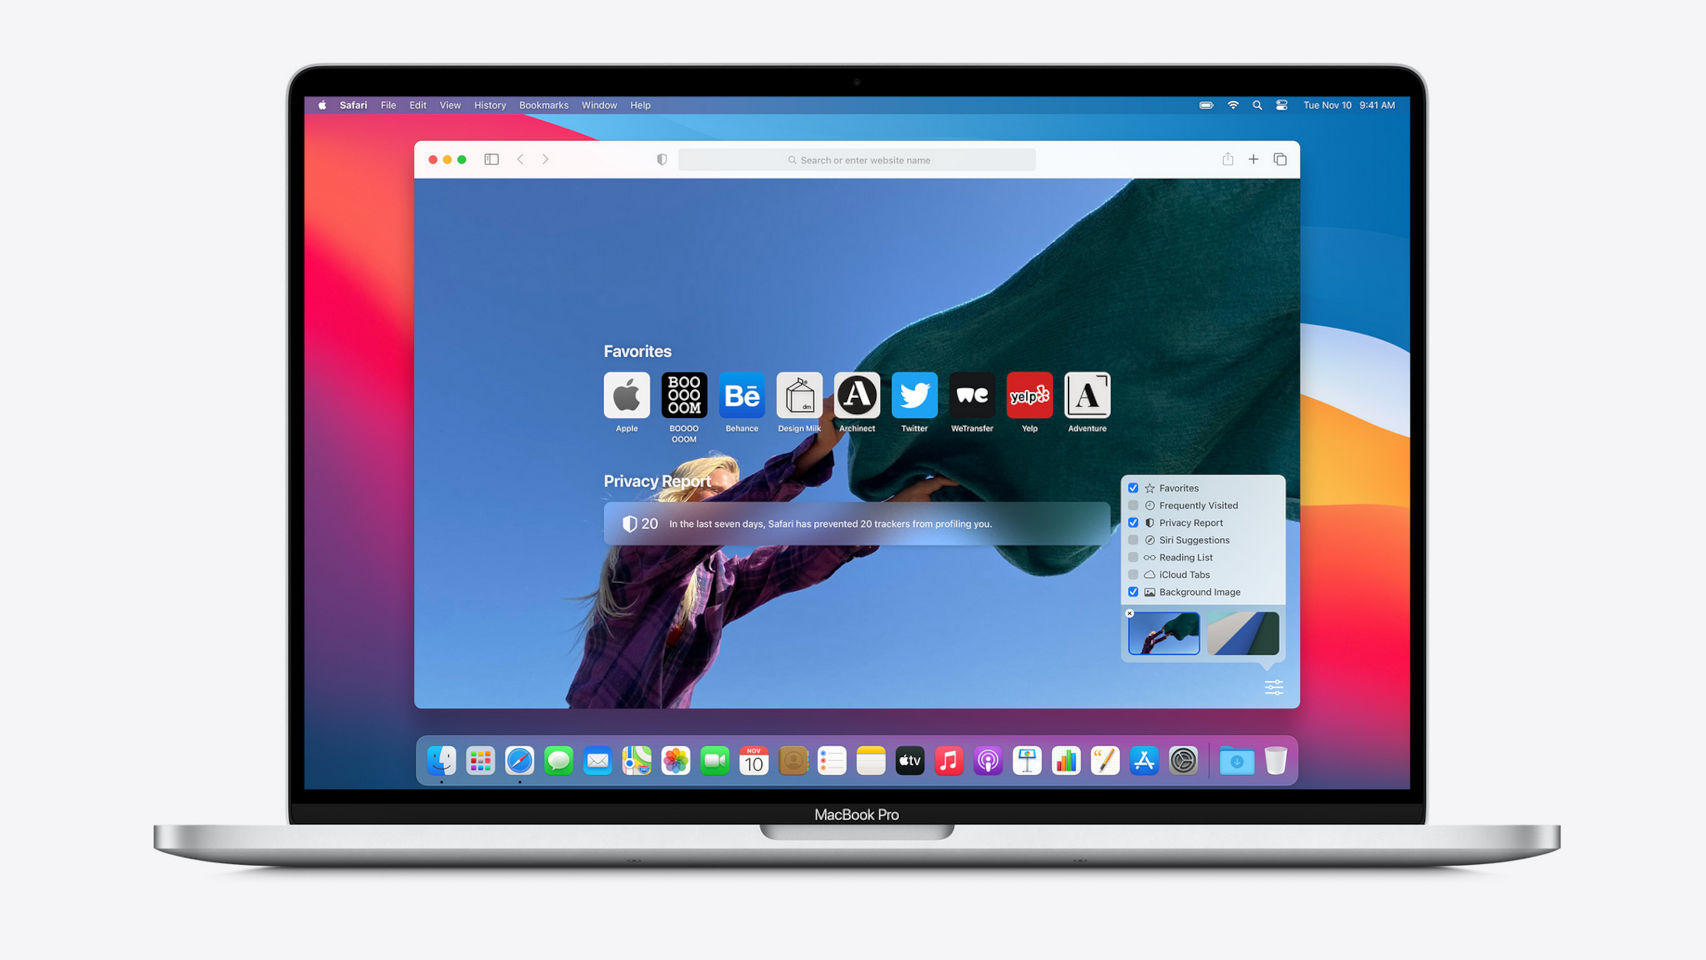 Safari File Edit View History Bookmarks Window Help Tue Nov 10 9:41 AM
Search or enter website name
Favorites
BOO
OOO
OOM
Bē
dm
A
we
yelp
A
Apple
BOOOO
OOOM
Behance
Design Milk
Archinect
Twitter
WeTransfer
Yelp
Adventure
Privacy Report
20 In the last seven days, Safari has prevented 20 trackers from profiling you.
Favorites
Frequently Visited
Privacy Report
Siri Suggestions
Reading List
iCloud Tabs
Background Image
NOV
10
tv
MacBook Pro